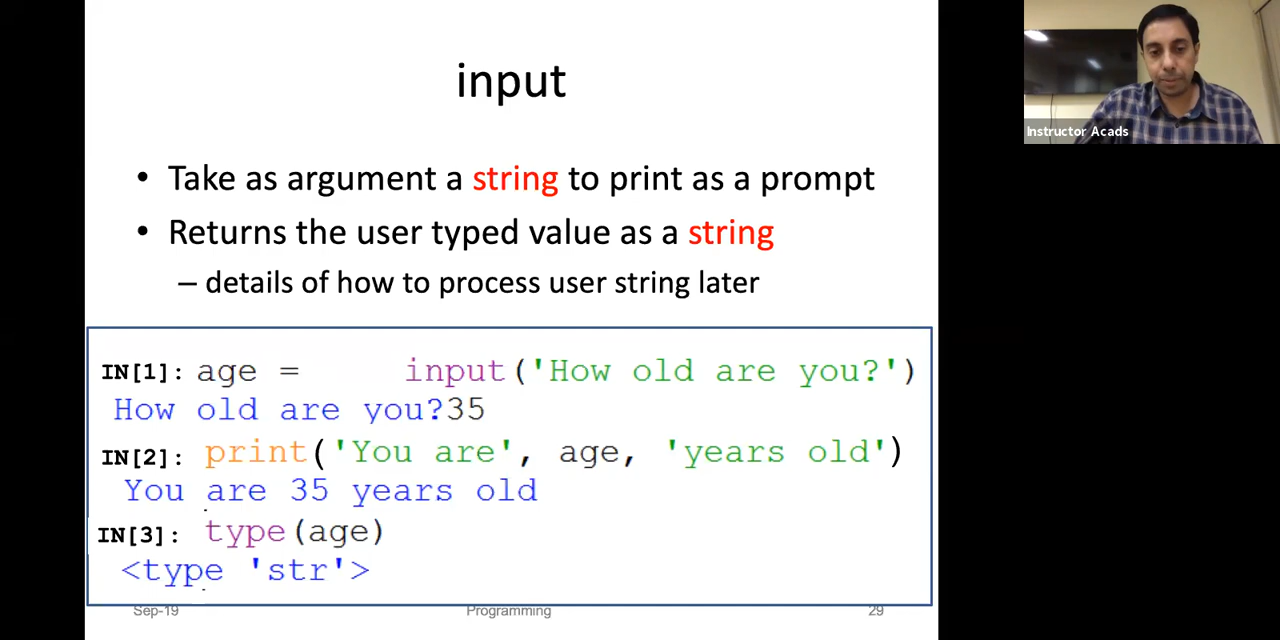 input
• Take as argument a string to print as a prompt
• Returns the user typed value as a string
– details of how to process user string later
IN[1]: age = input('How old are you?')
How old are you?35
IN[2]: print('You are', age, 'years old')
You are 35 years old
IN[3]: type(age)
<type 'str'>
Sep-19 Programming 29
Instructor Acads